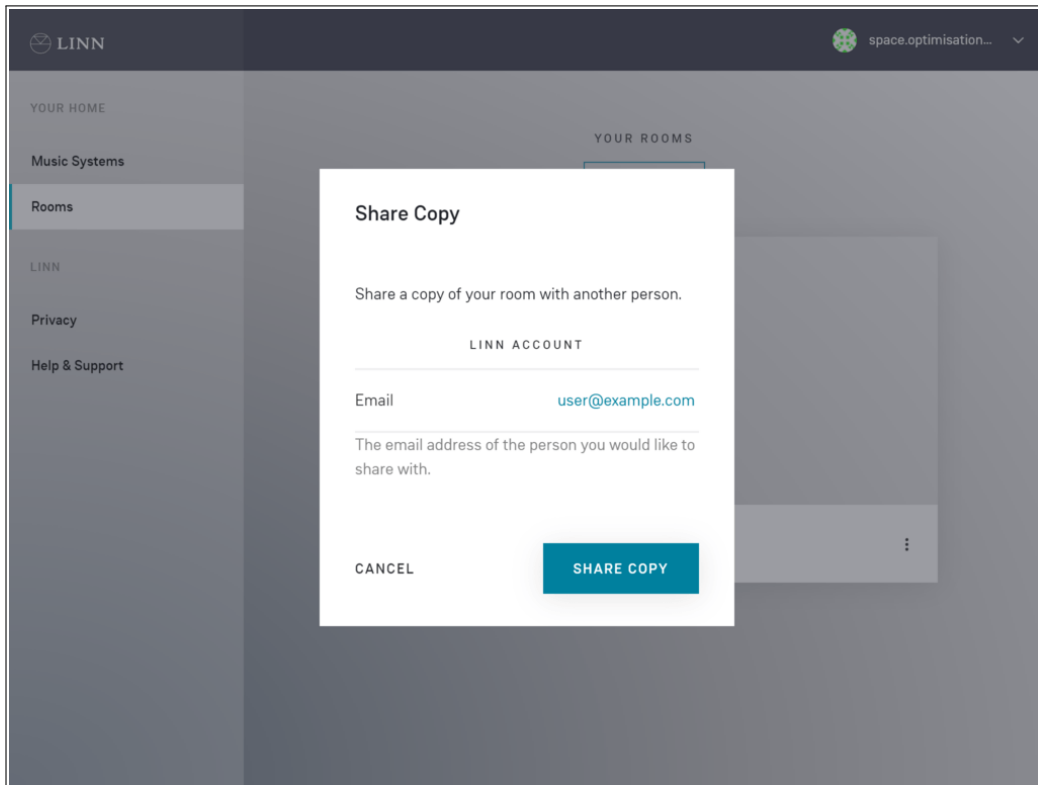 LINN
space.optimisation...
YOUR HOME
Music Systems
Rooms
LINN
Privacy
Help & Support
YOUR ROOMS
Share Copy
Share a copy of your room with another person.
LINN ACCOUNT
Email
user@example.com
The email address of the person you would like to
share with.
CANCEL
SHARE COPY